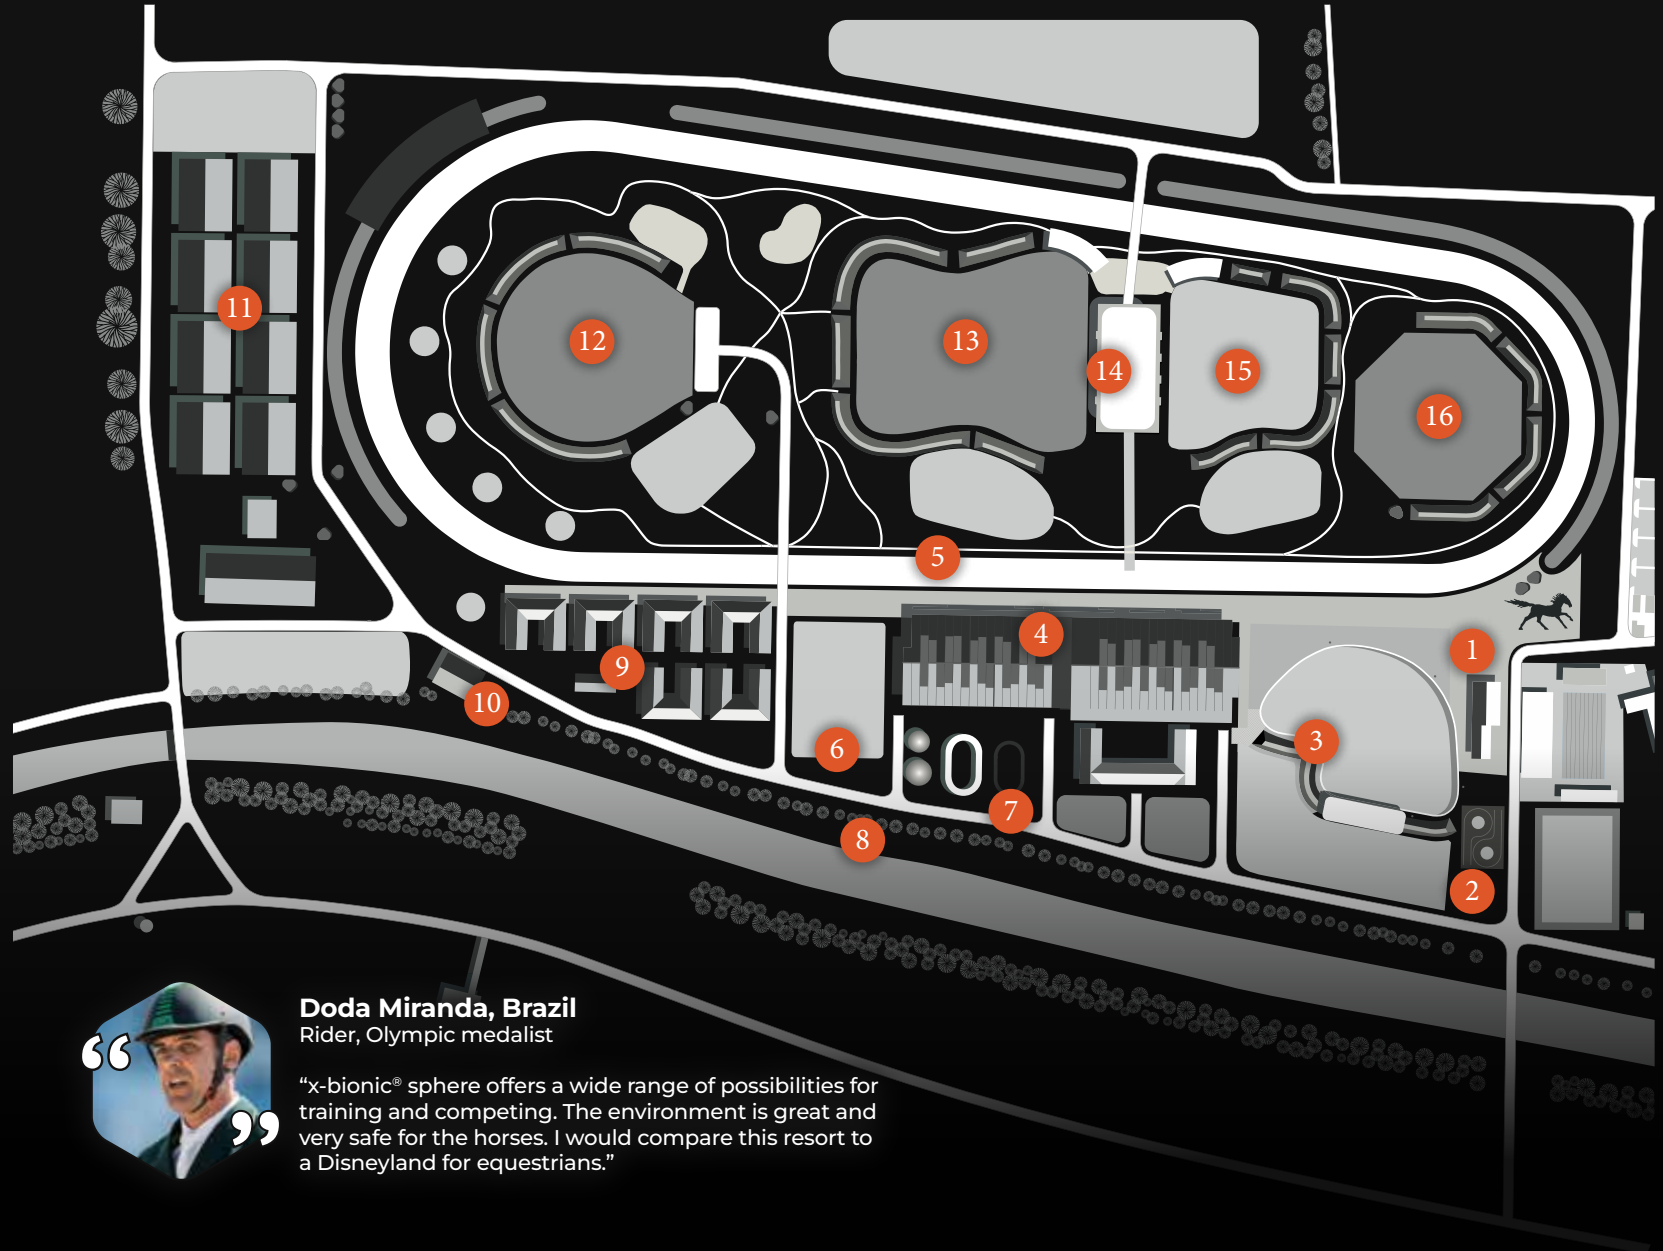 11
12
13
14
15
16
5
4
1
9
10
3
6
7
8
2
Doda Miranda, Brazil
Rider, Olympic medalist
“x-bionic® sphere offers a wide range of possibilities for
training and competing. The environment is great and
very safe for the horses. I would compare this resort to
a Disneyland for equestrians.”